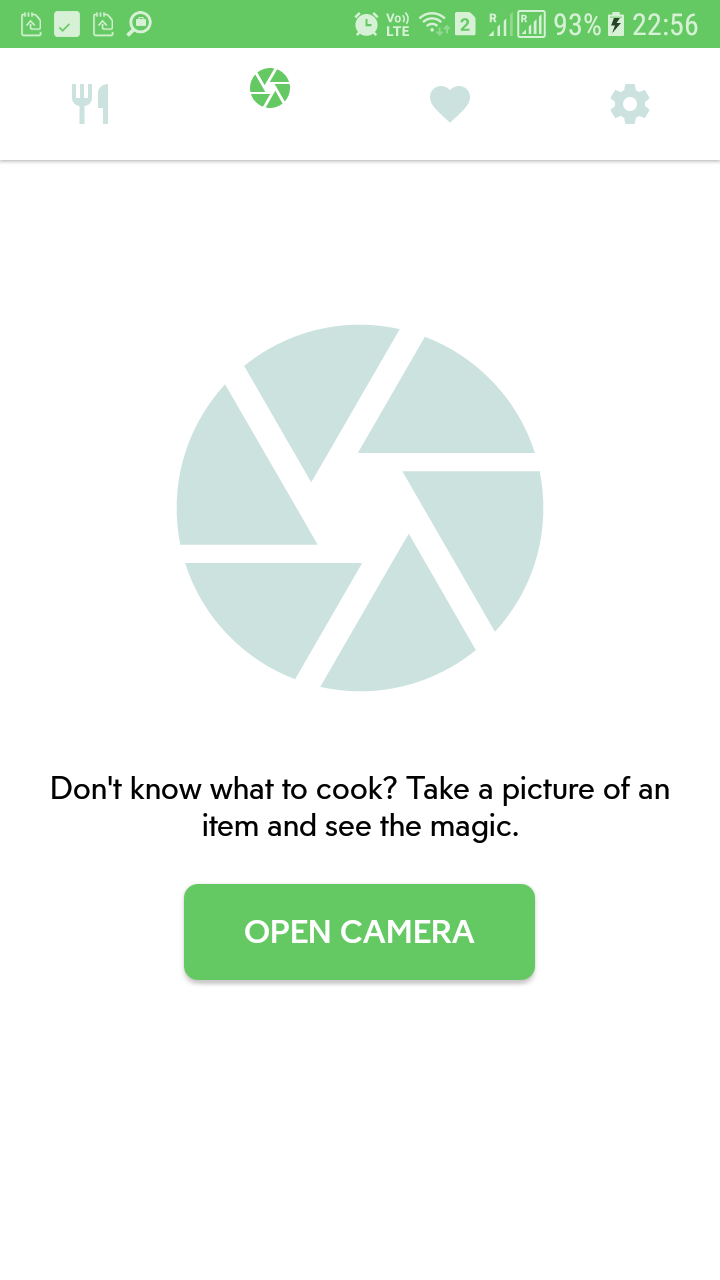 Vo)) LTE 2 R R 93% 22:56
Don't know what to cook? Take a picture of an
item and see the magic.
OPEN CAMERA